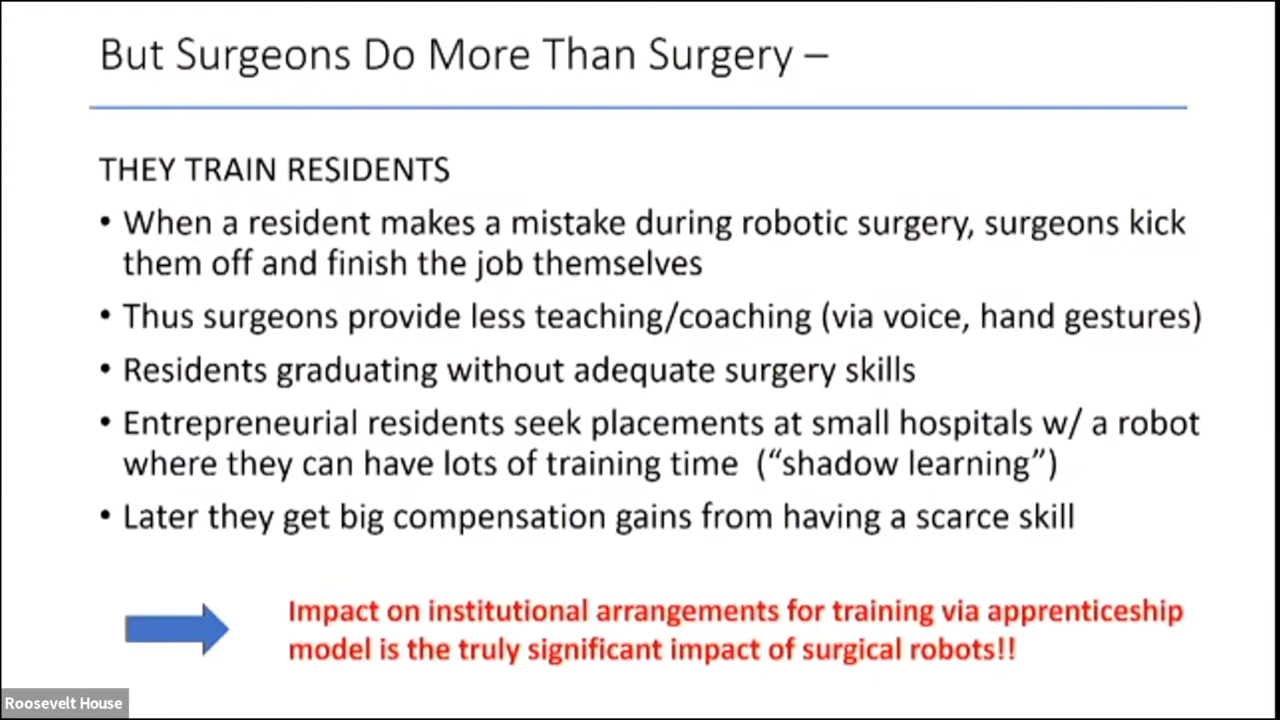 But Surgeons Do More Than Surgery –
THEY TRAIN RESIDENTS
• When a resident makes a mistake during robotic surgery, surgeons kick
them off and finish the job themselves
• Thus surgeons provide less teaching/coaching (via voice, hand gestures)
• Residents graduating without adequate surgery skills
• Entrepreneurial residents seek placements at small hospitals w/ a robot
where they can have lots of training time (“shadow learning”)
• Later they get big compensation gains from having a scarce skill
Impact on institutional arrangements for training via apprenticeship
model is the truly significant impact of surgical robots!!
Roosevelt House